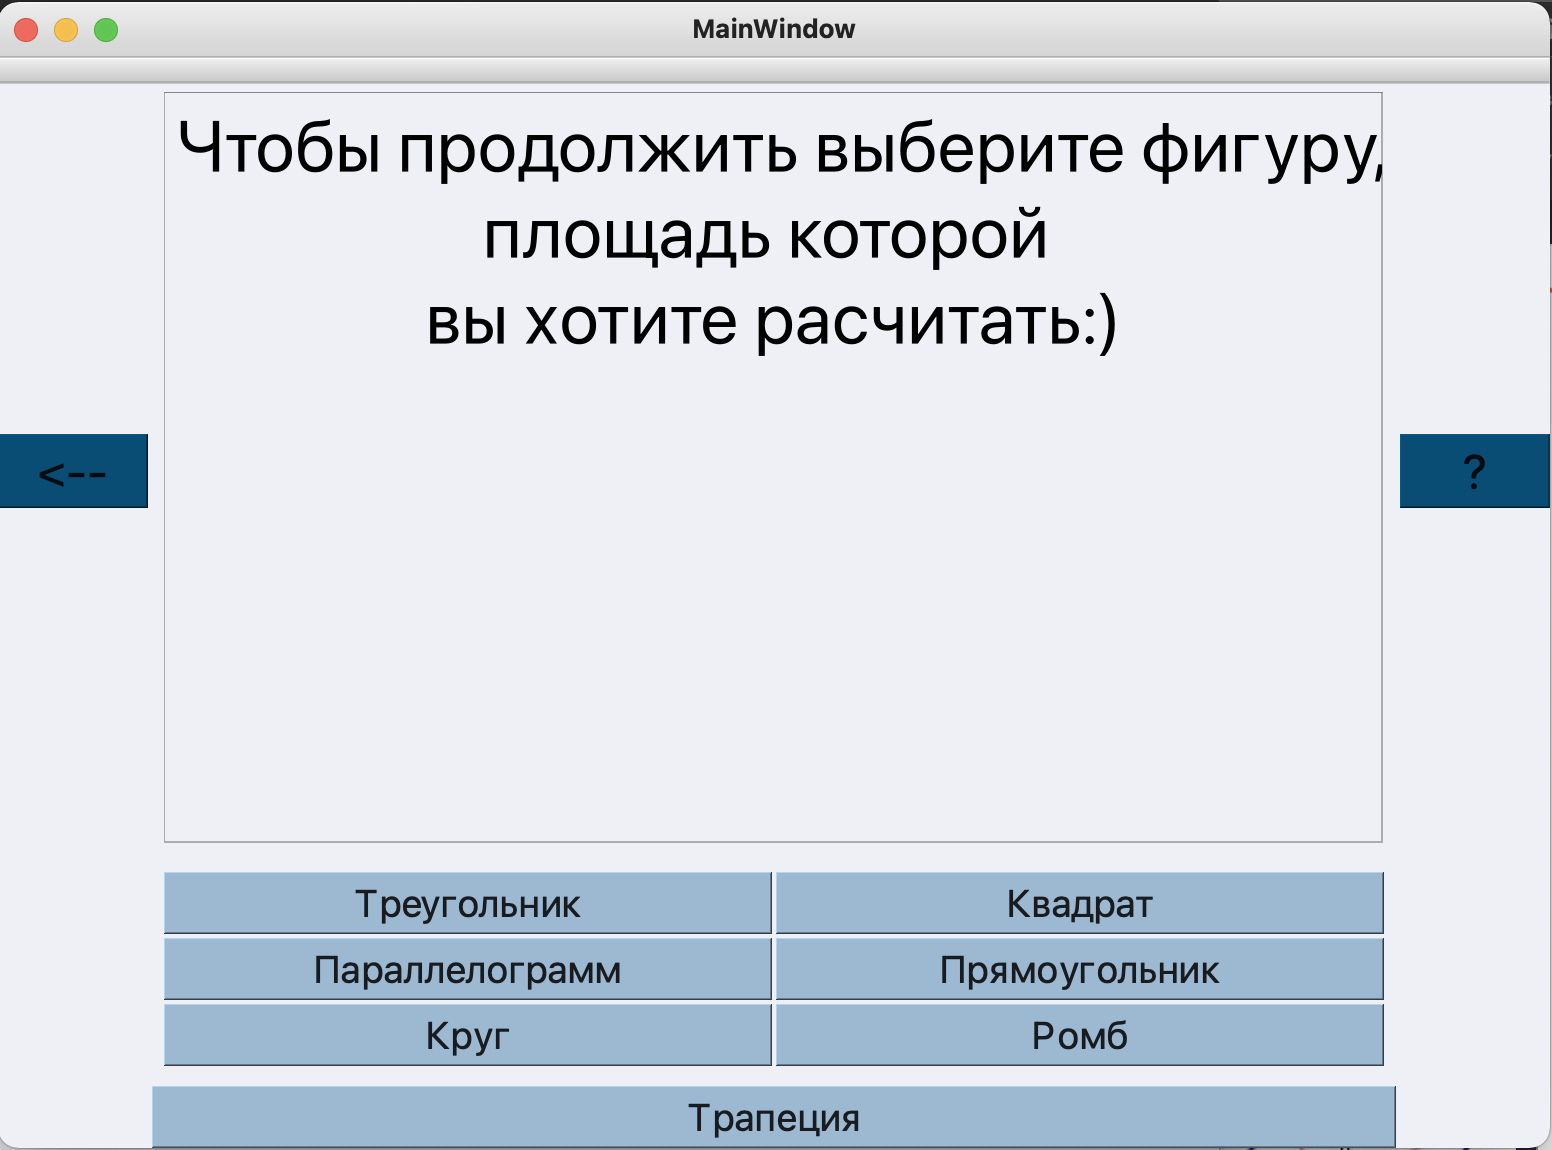 MainWindow
Чтобы продолжить выберите фигуру,
площадь которой
вы хотите расчитать:)
<--
?
Треугольник
Квадрат
Параллелограмм
Прямоугольник
Круг
Ромб
Трапеция